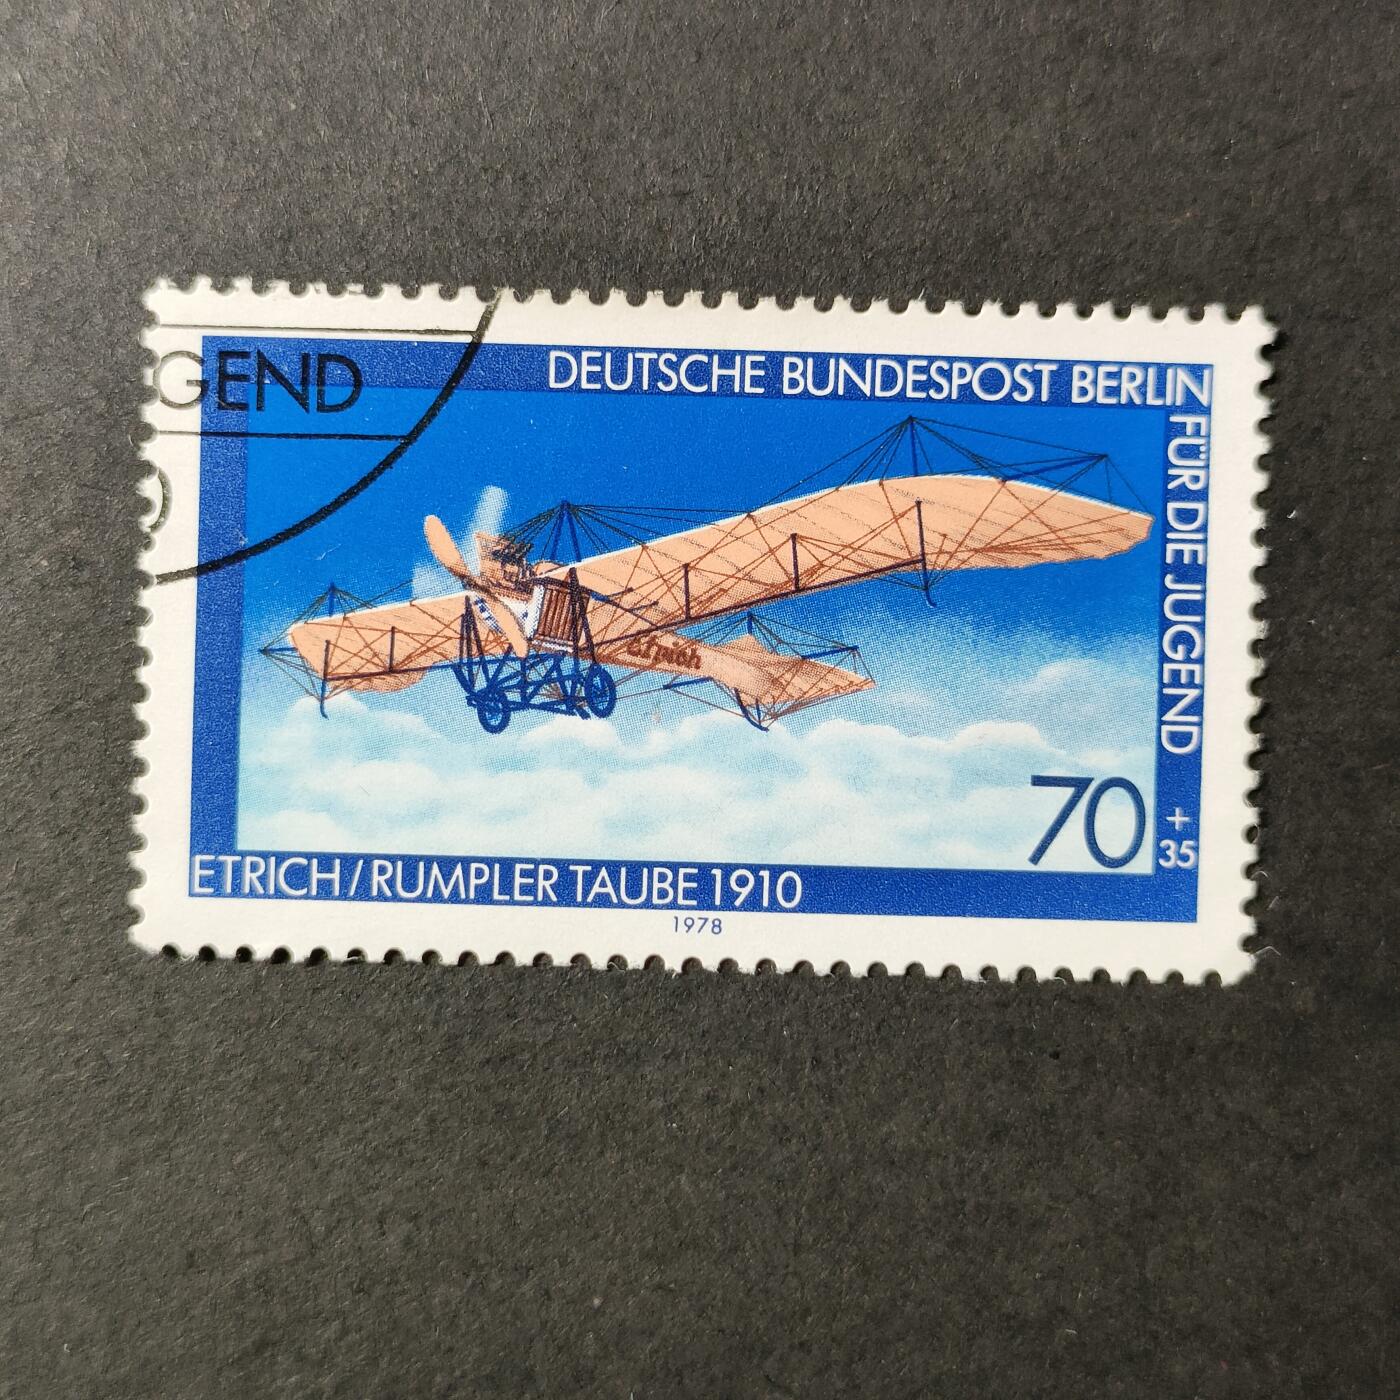 GEND
DEUTSCHE BUNDESPOST BERLIN
FÜR DIE JUGEND
Etrich
70
+
35
ETRICH/RUMPLER TAUBE 1910
1978